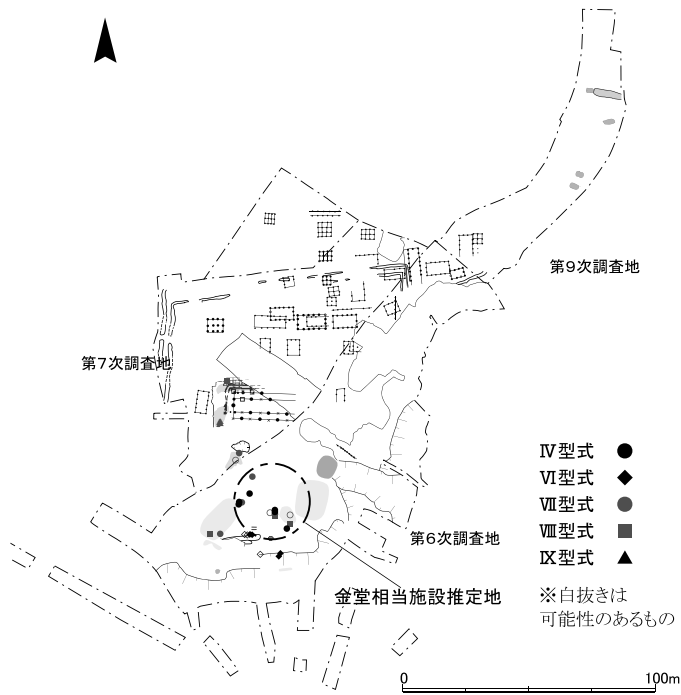 第9次調査地
第7次調査地
Ⅳ型式
Ⅵ型式
Ⅶ型式
Ⅷ型式
Ⅸ型式
第6次調査地
金堂相当施設推定地
※白抜きは
可能性のあるもの
0
100m